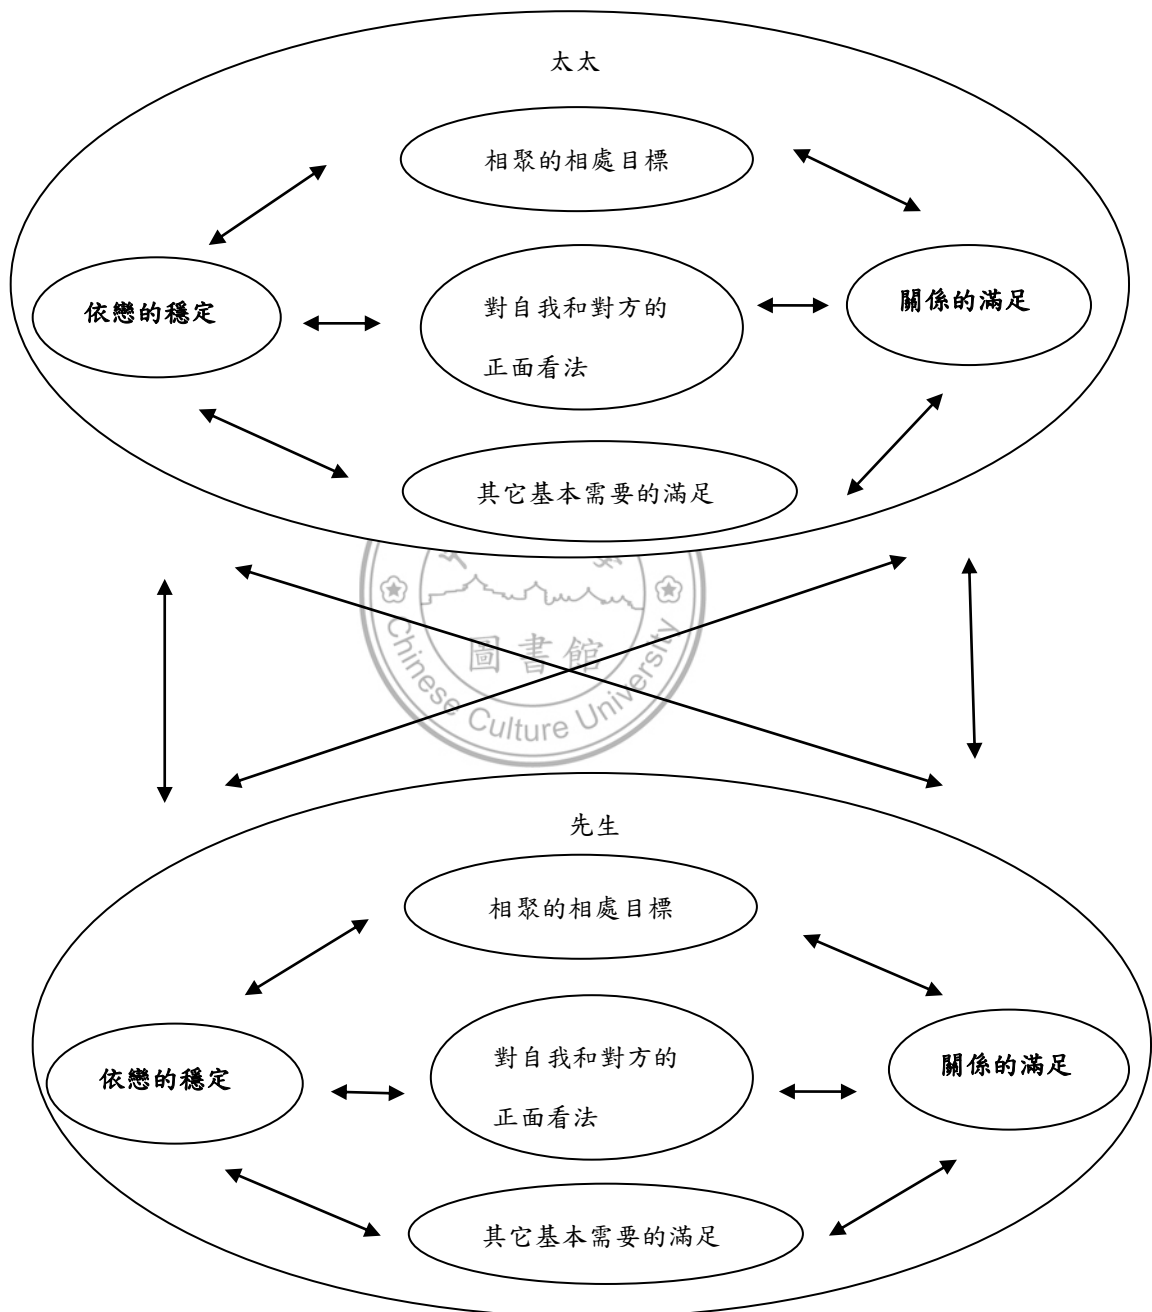 太太
相聚的相處目標
依戀的穩定
對自我和對方的
正面看法
關係的滿足
其它基本需要的滿足
圖書館
Chinese Culture University
先生
相聚的相處目標
依戀的穩定
對自我和對方的
正面看法
關係的滿足
其它基本需要的滿足